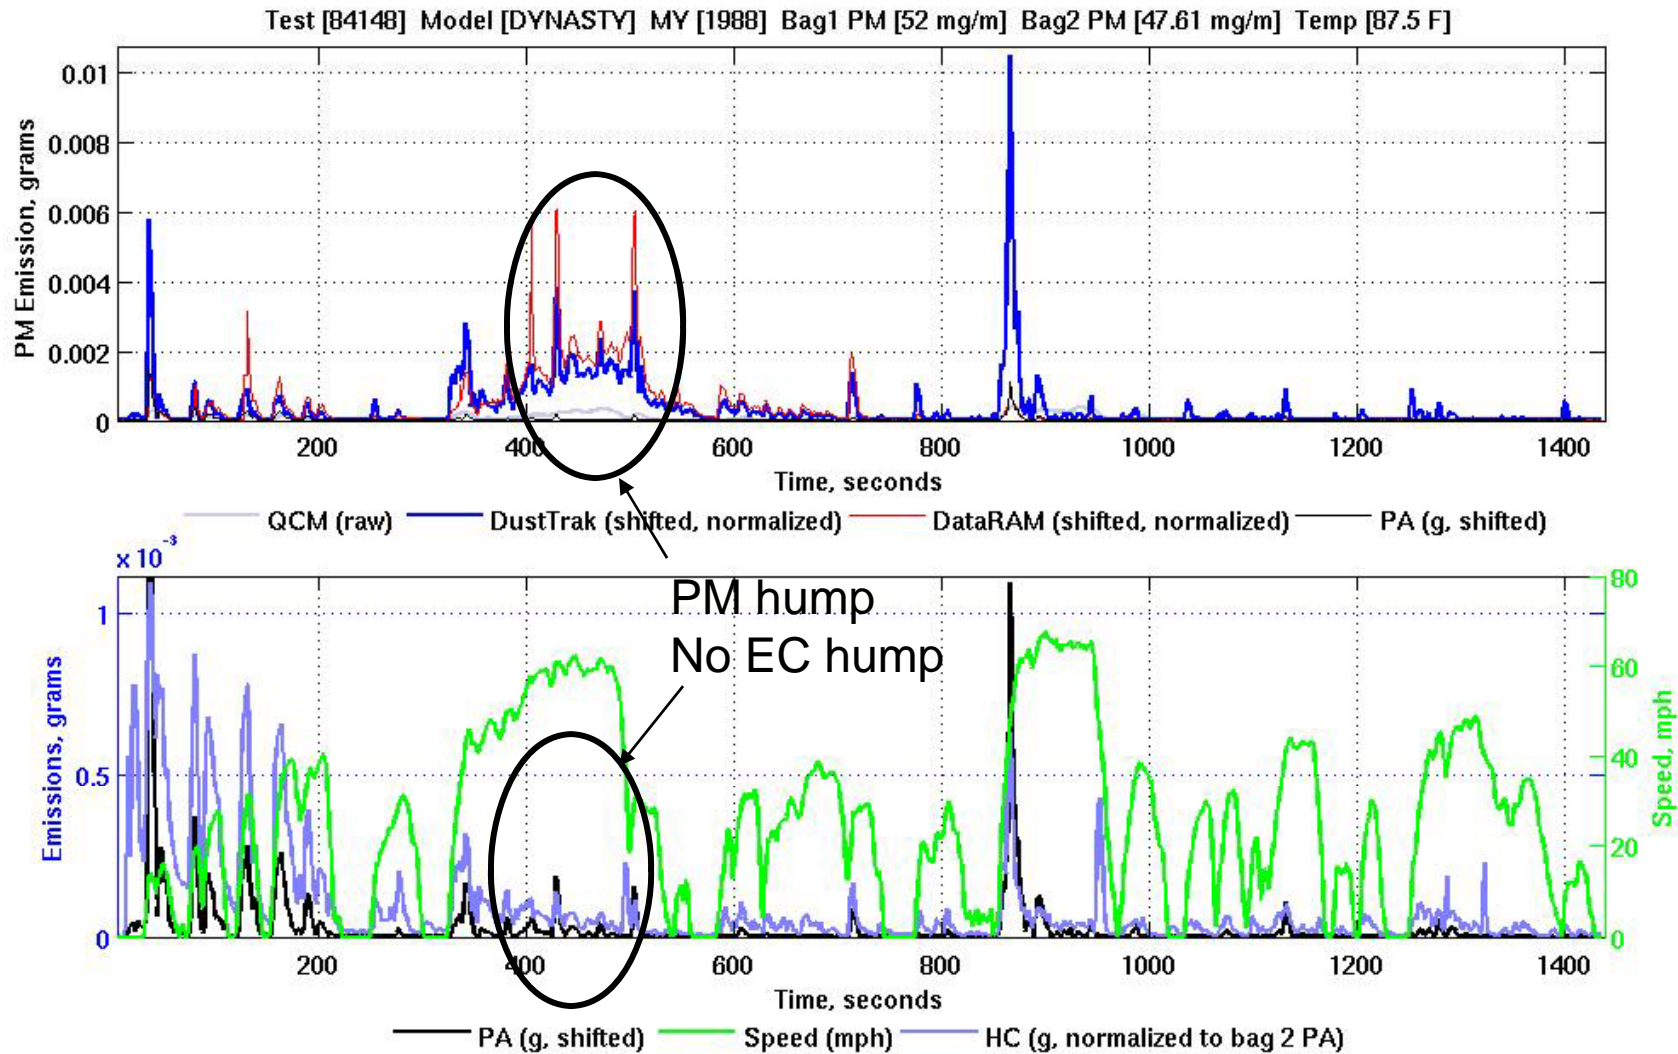 Test [84148] Model [DYNASTY] MY [1988] Bag1 PM [52 mg/m] Bag2 PM [47.61 mg/m] Temp [87.5 F]
PM Emission, grams
0.01
0.008
0.006
0.004
0.002
0
200 400 600 800 1000 1200 1400
Time, seconds
QCM (raw) DustTrak (shifted, normalized) DataRAM (shifted, normalized) PA (g, shifted)
PM hump
No EC hump
x 10⁻³
Emissions, grams
1
0.5
0
80
60
40
20
0
Speed, mph
200 400 600 800 1000 1200 1400
Time, seconds
PA (g, shifted) Speed (mph) HC (g, normalized to bag 2 PA)